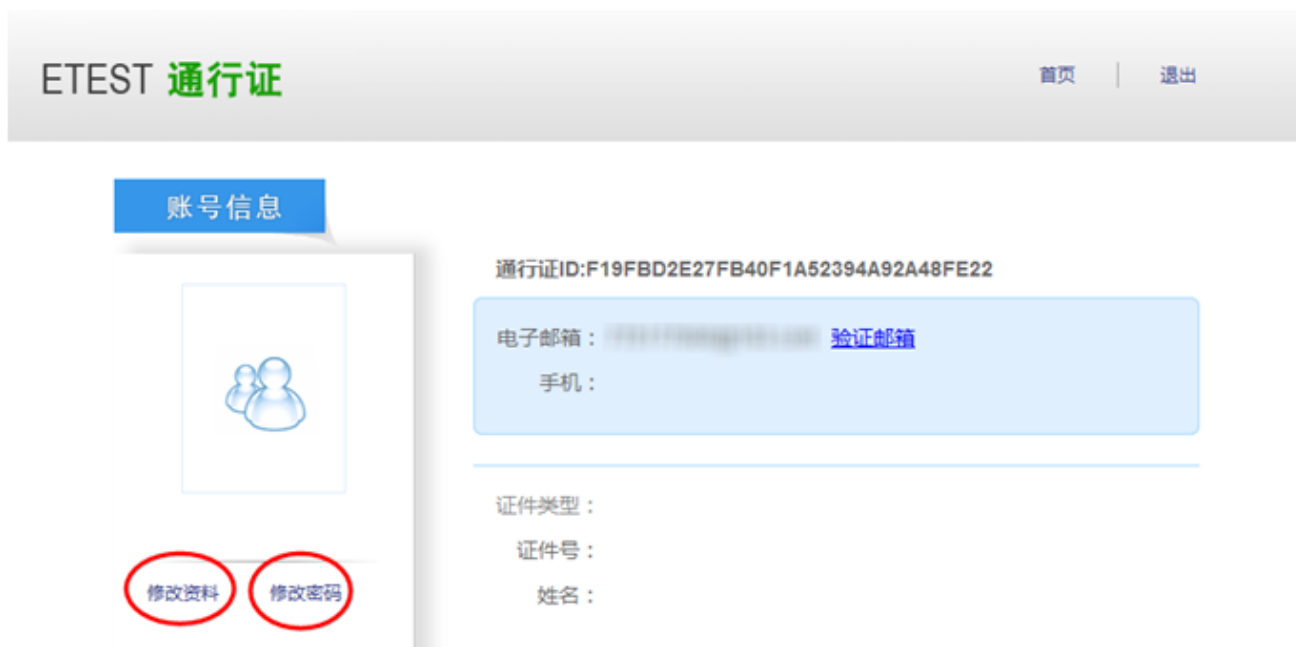 ETEST 通行证
首页 | 退出
账号信息
通行证ID:F19FBD2E27FB40F1A52394A92A48FE22
电子邮箱： 验证邮箱
手机：
证件类型：
证件号：
姓名：
修改资料 修改密码